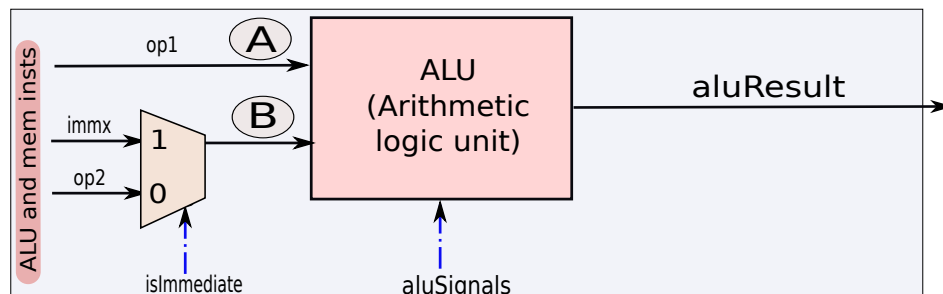 ALU and mem insts
op1
A
ALU
(Arithmetic
logic unit)
aluResult
immx
1
B
op2
0
isImmediate
aluSignals